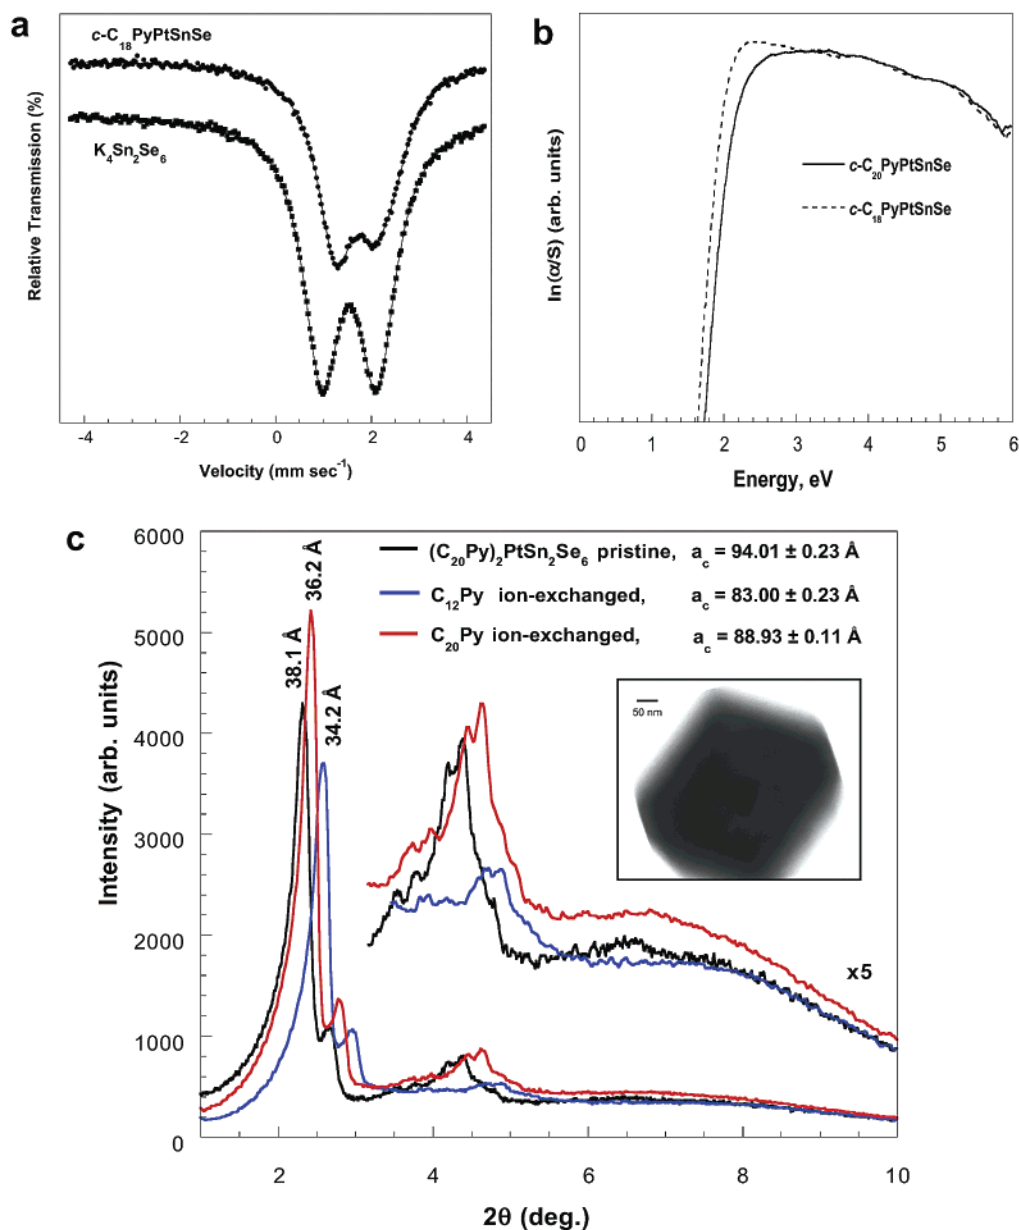 a
c-C18PyPtSnSe
K4Sn2Se6
Relative Transmission (%)
-4 -2 0 2 4
Velocity (mm sec-1)
b
ln(α/S) (arb. units)
c-C20PyPtSnSe
c-C18PyPtSnSe
0 1 2 3 4 5 6
Energy, eV
c
(C20Py)2PtSn2Se6 pristine, ac = 94.01 ± 0.23 Å
C12Py ion-exchanged, ac = 83.00 ± 0.23 Å
C20Py ion-exchanged, ac = 88.93 ± 0.11 Å
38.1 Å
36.2 Å
34.2 Å
50 nm
x5
Intensity (arb. units)
6000
5000
4000
3000
2000
1000
0
2 4 6 8 10
2θ (deg.)